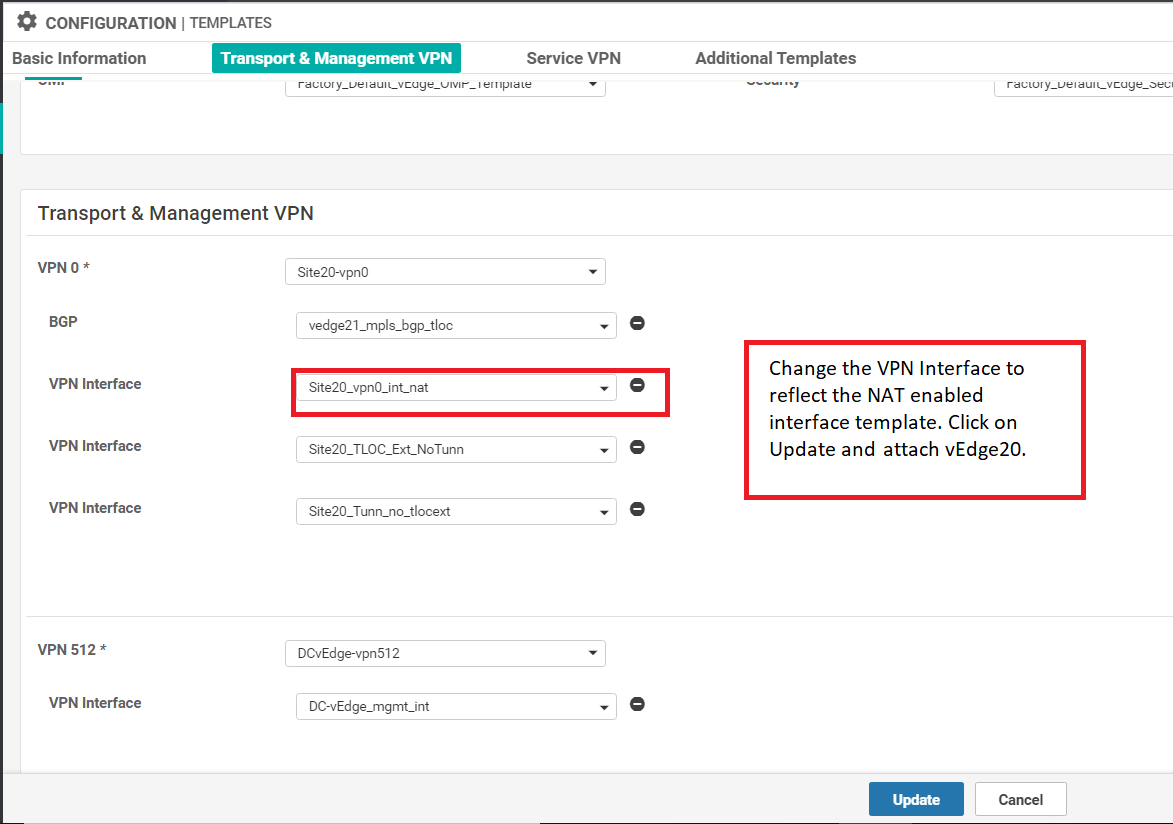 CONFIGURATION | TEMPLATES
Basic Information Transport & Management VPN Service VPN Additional Templates
OMP Factory_Default_vEdge_OMP_Template Security Factory_Default_vEdge_Secu
Transport & Management VPN
VPN 0 * Site20-vpn0
BGP vedge21_mpls_bgp_tloc
VPN Interface Site20_vpn0_int_nat
VPN Interface Site20_TLOC_Ext_NoTunn
VPN Interface Site20_Tunn_no_tlocext
Change the VPN Interface to
reflect the NAT enabled
interface template. Click on
Update and attach vEdge20.
VPN 512 * DCvEdge-vpn512
VPN Interface DC-vEdge_mgmt_int
Update Cancel